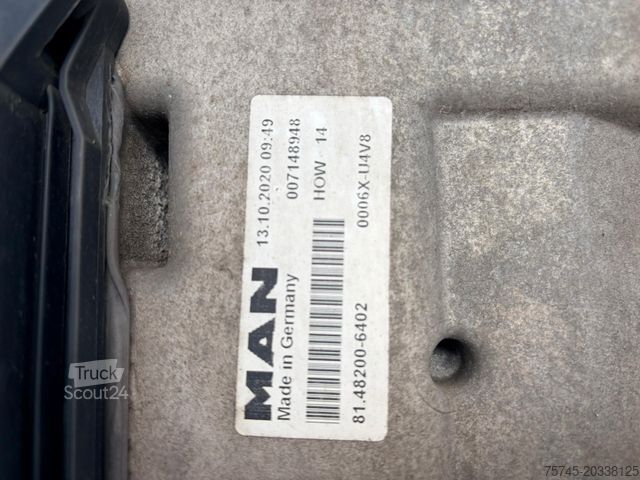 MAN
13.10.2020 09:49
Made in Germany
007148948
HOW - 14
81.48200-6402
0006X-U4V8
Truck
Scout24
75745-20338125